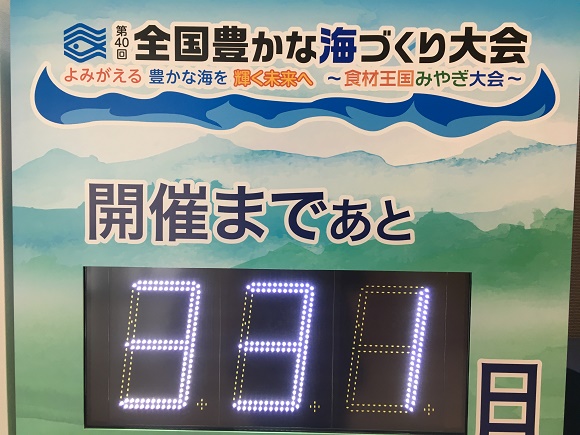 第40回 全国豊かな海づくり大会
よみがえる 豊かな海を 輝く未来へ ～食材王国みやぎ大会～
開催まであと
331
日